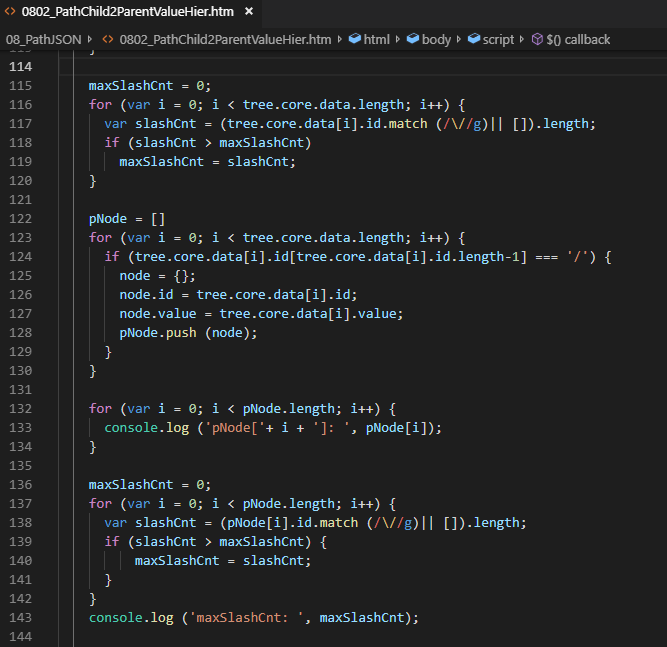 0802_PathChild2ParentValueHier.htm ×
08_PathJSON 0802_PathChild2ParentValueHier.htm html body script $() callback
113 }
114
115 maxSlashCnt = 0;
116 for (var i = 0; i < tree.core.data.length; i++) {
117 var slashCnt = (tree.core.data[i].id.match (/\//g)|| []).length;
118 if (slashCnt > maxSlashCnt)
119 maxSlashCnt = slashCnt;
120 }
121
122 pNode = []
123 for (var i = 0; i < tree.core.data.length; i++) {
124 if (tree.core.data[i].id[tree.core.data[i].id.length-1] === '/') {
125 node = {};
126 node.id = tree.core.data[i].id;
127 node.value = tree.core.data[i].value;
128 pNode.push (node);
129 }
130 }
131
132 for (var i = 0; i < pNode.length; i++) {
133 console.log ('pNode['+ i + ']: ', pNode[i]);
134 }
135
136 maxSlashCnt = 0;
137 for (var i = 0; i < pNode.length; i++) {
138 var slashCnt = (pNode[i].id.match (/\//g)|| []).length;
139 if (slashCnt > maxSlashCnt) {
140 maxSlashCnt = slashCnt;
141 }
142 }
143 console.log ('maxSlashCnt: ', maxSlashCnt);
144